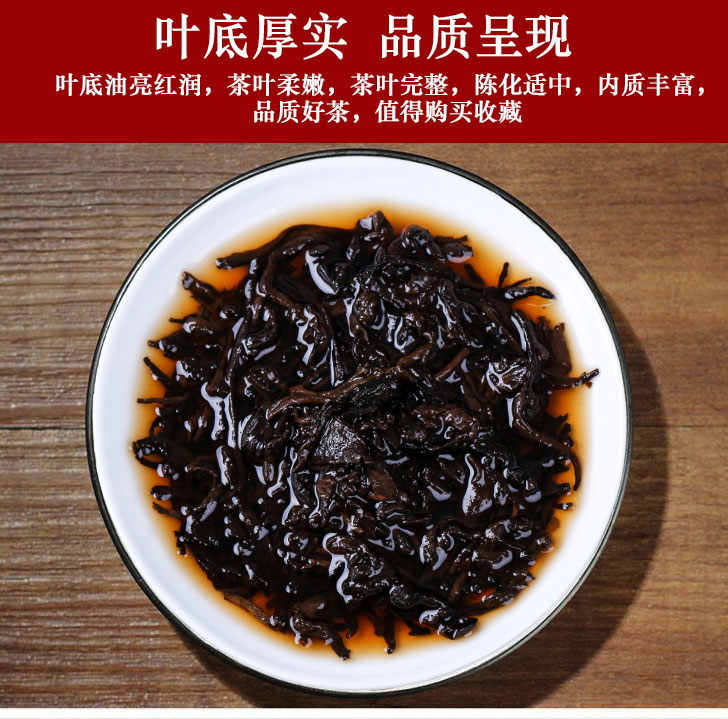 叶底厚实 品质呈现
叶底油亮红润，茶叶柔嫩，茶叶完整，陈化适中，内质丰富，
品质好茶，值得购买收藏